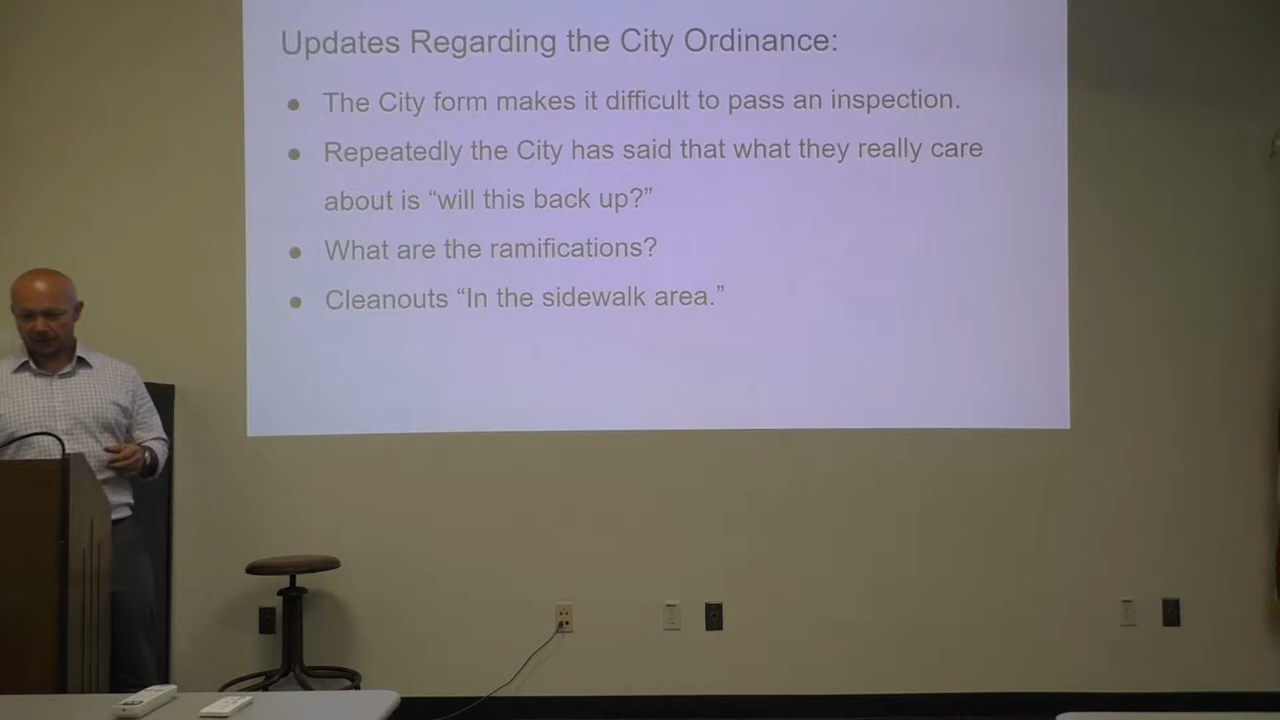 Updates Regarding the City Ordinance:
● The City form makes it difficult to pass an inspection.
● Repeatedly the City has said that what they really care
about is “will this back up?”
● What are the ramifications?
● Cleanouts “In the sidewalk area.”